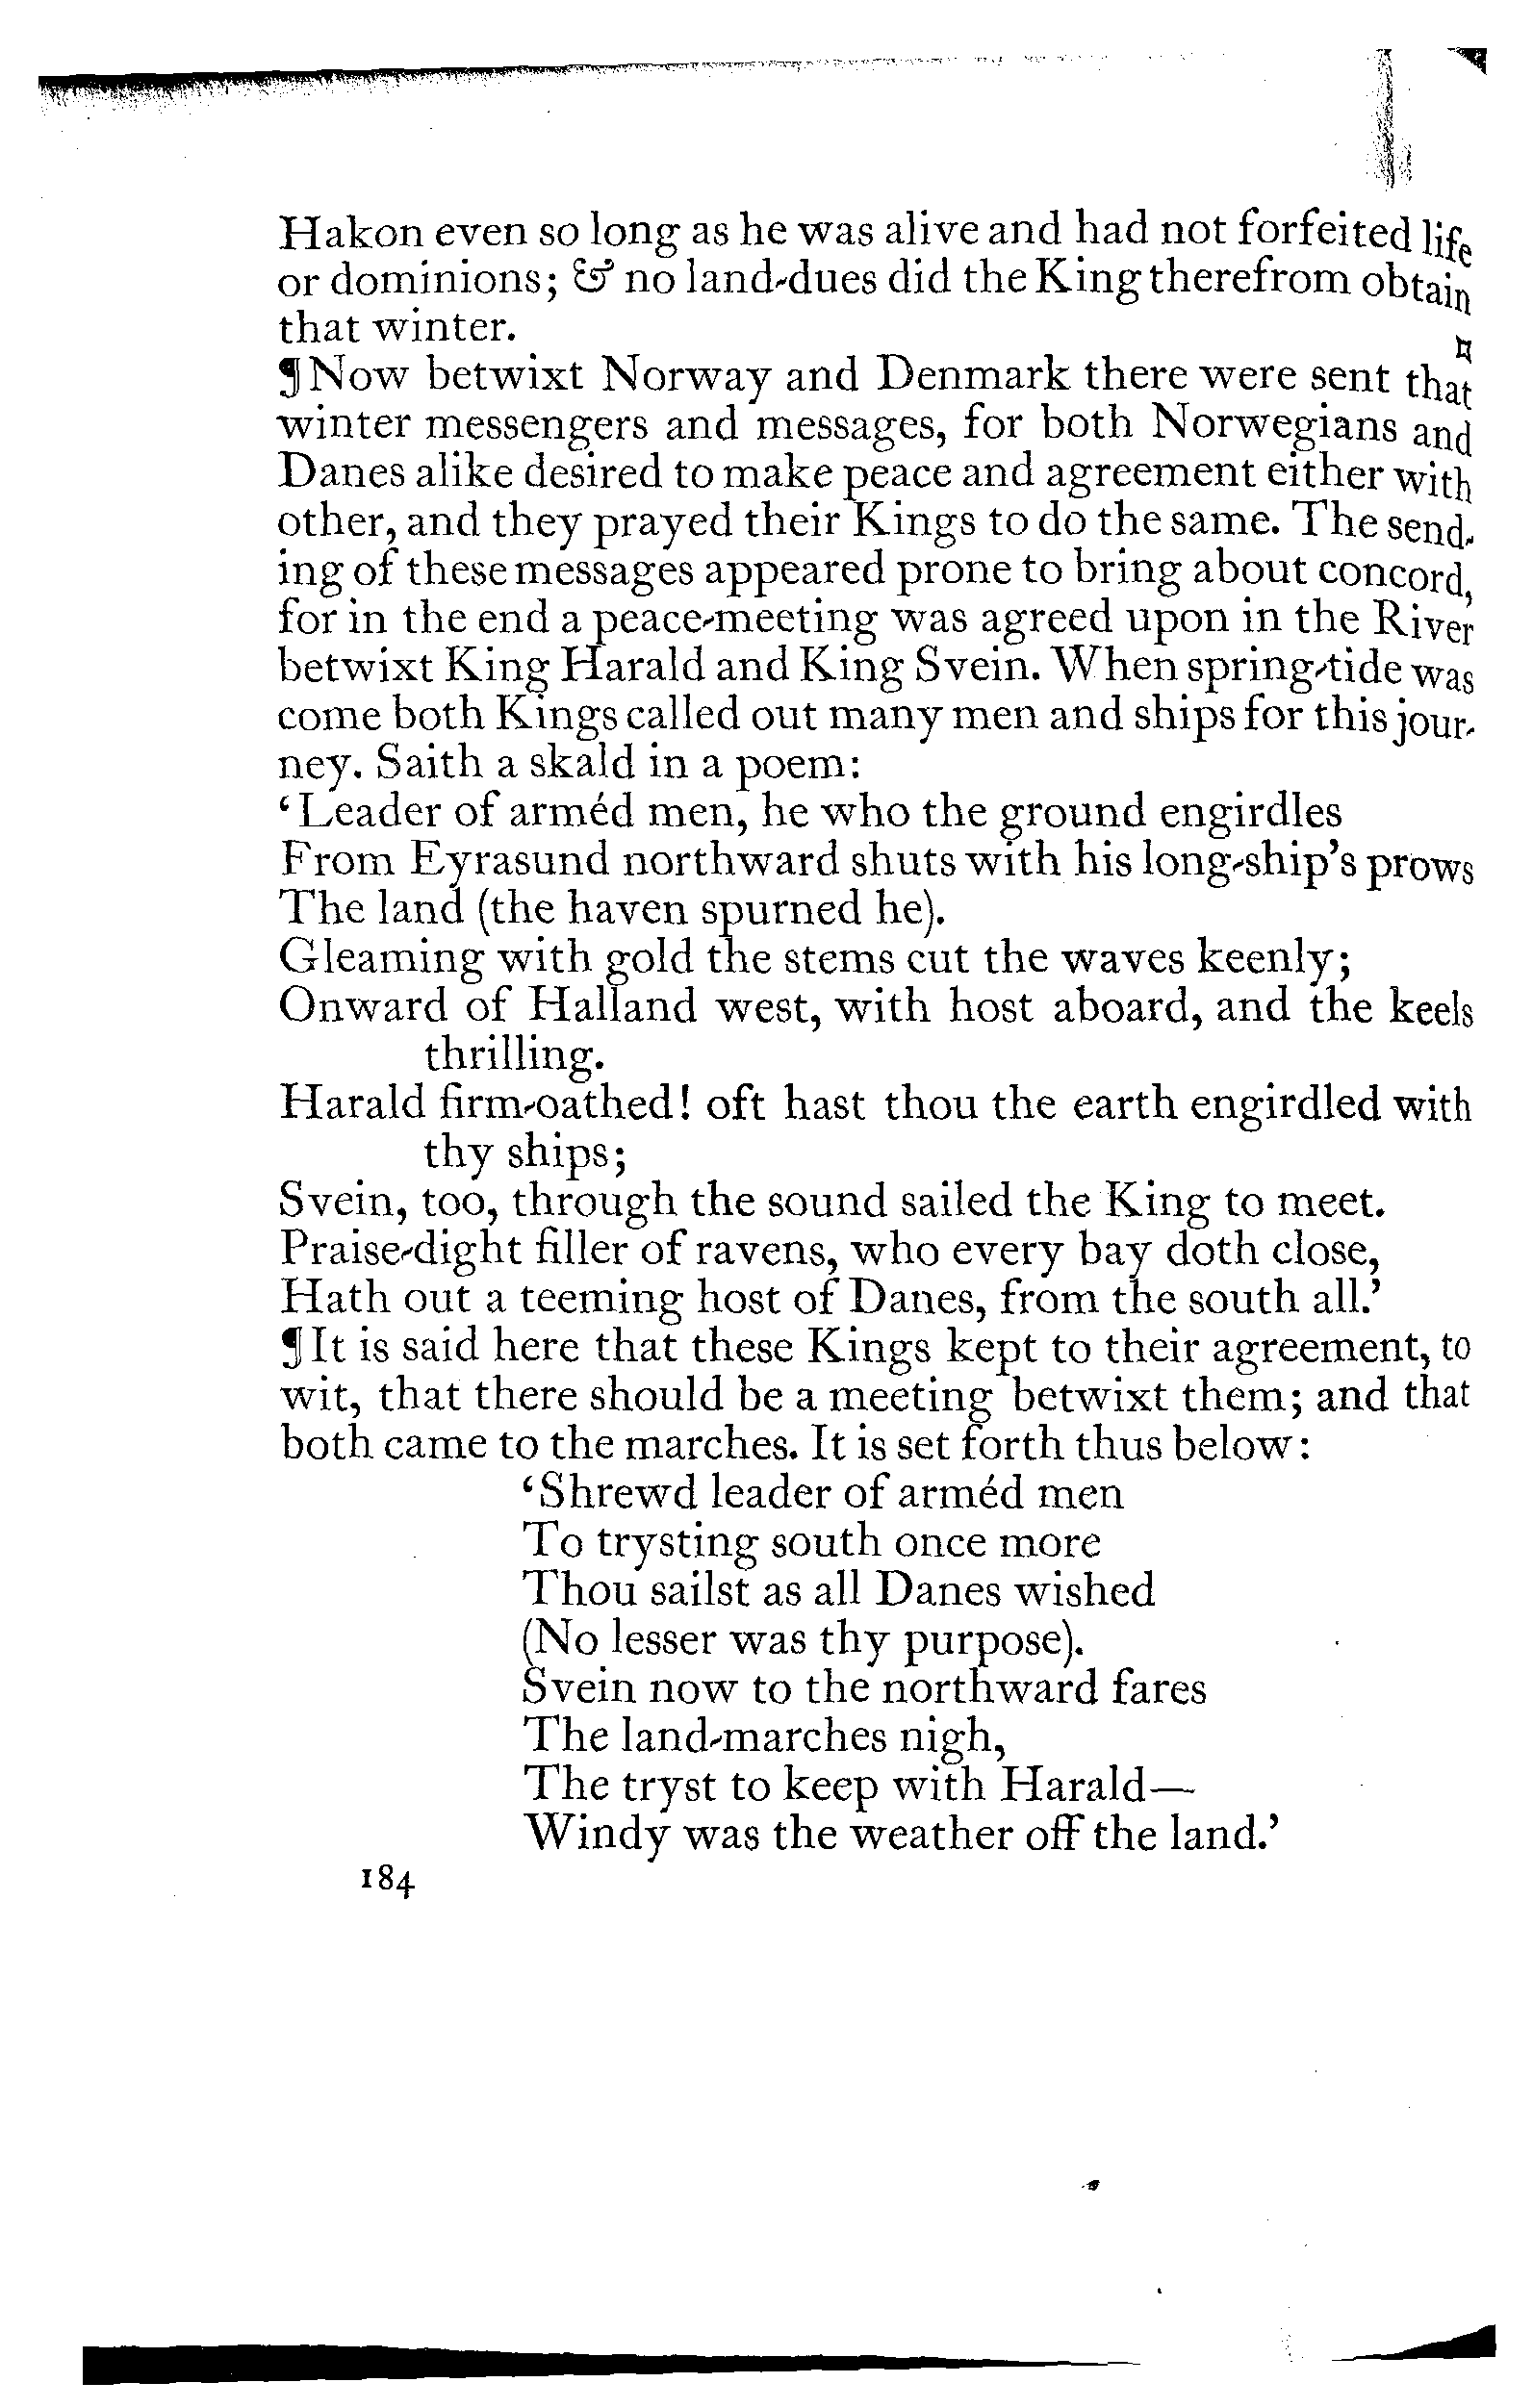 Hakon even so long as he was alive and had not forfeited life
or dominions; & no land-dues did the King therefrom obtain
that winter.
¶ Now betwixt Norway and Denmark there were sent that
winter messengers and messages, for both Norwegians and
Danes alike desired to make peace and agreement either with
other, and they prayed their Kings to do the same. The send-
ing of these messages appeared prone to bring about concord,
for in the end a peace-meeting was agreed upon in the River
betwixt King Harald and King Svein. When spring-tide was
come both Kings called out many men and ships for this jour-
ney. Saith a skald in a poem:
‘Leader of arméd men, he who the ground engirdles
From Eyrasund northward shuts with his long-ship’s prows
The land (the haven spurned he).
Gleaming with gold the stems cut the waves keenly;
Onward of Halland west, with host aboard, and the keels
thrilling.
Harald firm-oathed! oft hast thou the earth engirdled with
thy ships;
Svein, too, through the sound sailed the King to meet.
Praise-dight filler of ravens, who every bay doth close,
Hath out a teeming host of Danes, from the south all.’
¶ It is said here that these Kings kept to their agreement, to
wit, that there should be a meeting betwixt them; and that
both came to the marches. It is set forth thus below:
‘Shrewd leader of arméd men
To trysting south once more
Thou sailst as all Danes wished
(No lesser was thy purpose).
Svein now to the northward fares
The land-marches nigh,
The tryst to keep with Harald—
Windy was the weather off the land.’
184